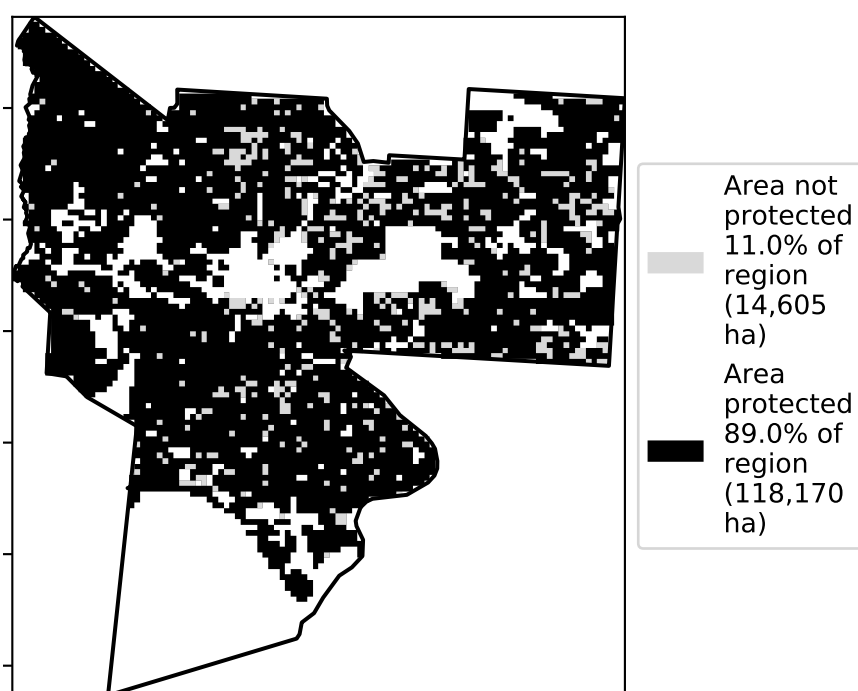 Area not
protected
11.0% of
region
(14,605
ha)
Area
protected
89.0% of
region
(118,170
ha)